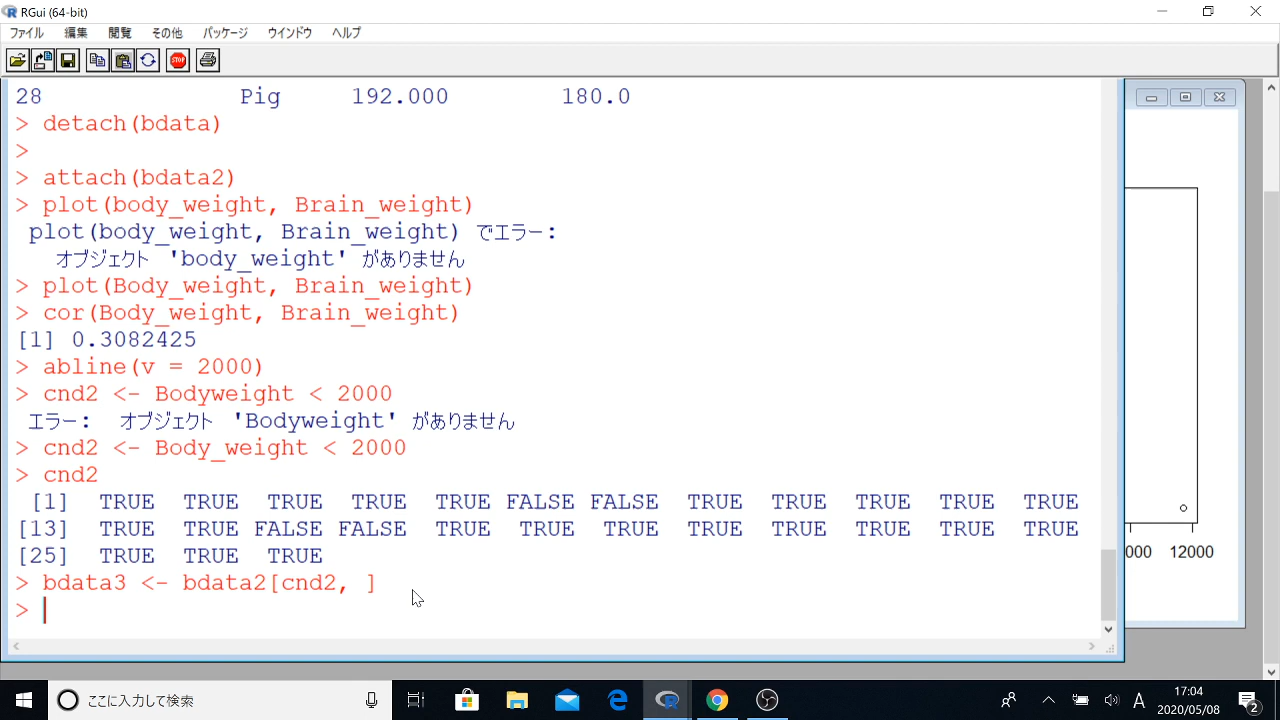 RGui (64-bit)
ファイル 編集 閲覧 その他 パッケージ ウインドウ ヘルプ
STOP
28 Pig 192.000 180.0
> detach(bdata)
>
> attach(bdata2)
> plot(body_weight, Brain_weight)
plot(body_weight, Brain_weight) でエラー:
オブジェクト 'body_weight' がありません
> plot(Body_weight, Brain_weight)
> cor(Body_weight, Brain_weight)
[1] 0.3082425
> abline(v = 2000)
> cnd2 <- Bodyweight < 2000
エラー: オブジェクト 'Bodyweight' がありません
> cnd2 <- Body_weight < 2000
> cnd2
[1] TRUE TRUE TRUE TRUE TRUE FALSE FALSE TRUE TRUE TRUE TRUE TRUE
[13] TRUE TRUE FALSE FALSE TRUE TRUE TRUE TRUE TRUE TRUE TRUE TRUE
[25] TRUE TRUE TRUE
> bdata3 <- bdata2[cnd2, ]
>
000 12000
ここに入力して検索
A
17:04
2020/05/08
2